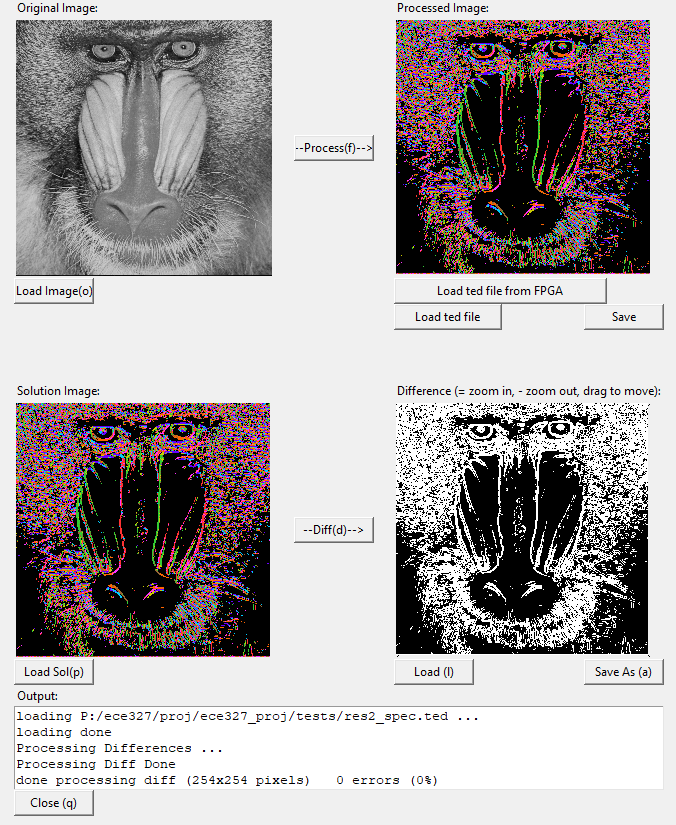 Original Image:
Processed Image:
--Process(f)-->
Load Image(o)
Load ted file from FPGA
Load ted file
Save
Solution Image:
Difference (= zoom in, - zoom out, drag to move):
--Diff(d)-->
Load Sol(p)
Load (l)
Save As (a)
Output:
loading P:/ece327/proj/ece327_proj/tests/res2_spec.ted ...
loading done
Processing Differences ...
Processing Diff Done
done processing diff (254x254 pixels)   0 errors (0%)
Close (q)